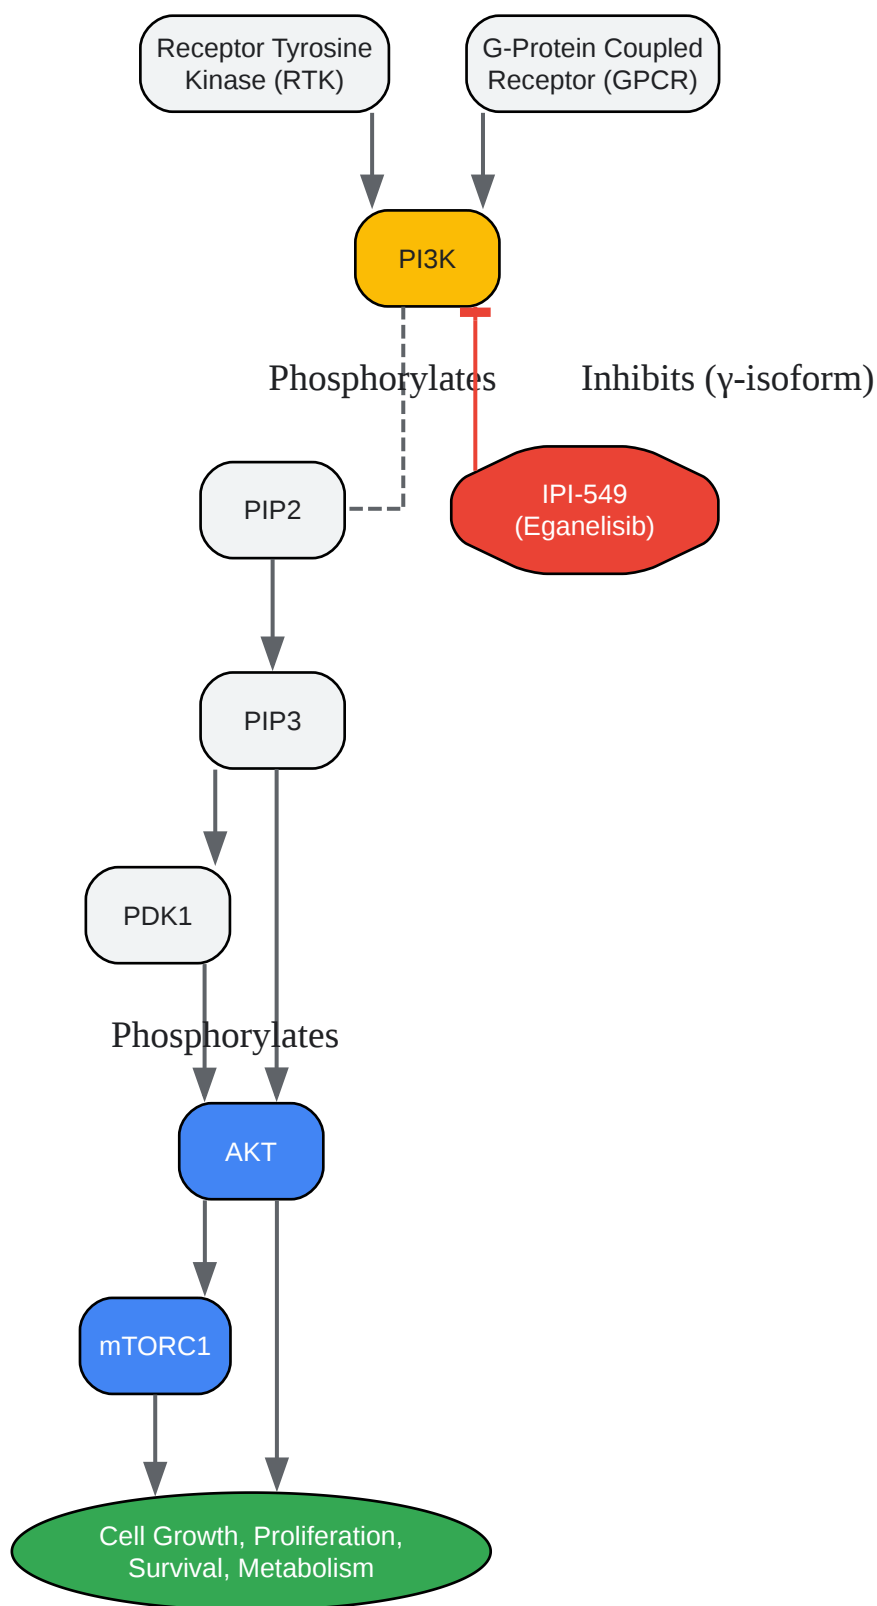 Receptor Tyrosine
Kinase (RTK)
G-Protein Coupled
Receptor (GPCR)
PI3K
Phosphorylates
Inhibits (γ-isoform)
PIP2
IPI-549
(Eganelisib)
PIP3
PDK1
Phosphorylates
AKT
mTORC1
Cell Growth, Proliferation,
Survival, Metabolism